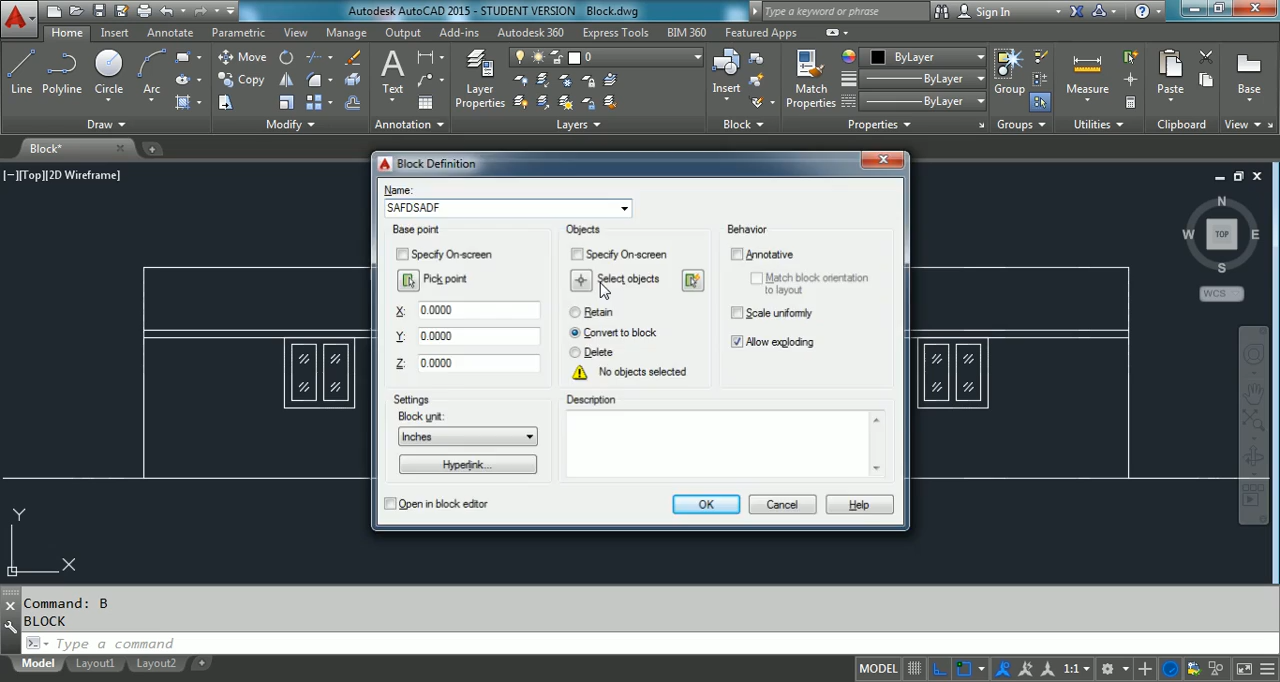 Autodesk AutoCAD 2015 - STUDENT VERSION Block.dwg
Type a keyword or phrase
Sign In
Home Insert Annotate Parametric View Manage Output Add-ins Autodesk 360 Express Tools BIM 360 Featured Apps
Line Polyline Circle Arc
Move
Copy
Text
Layer Properties
0
Insert
Match Properties
ByLayer
ByLayer
ByLayer
Group
Measure
Paste
Base
Draw
Modify
Annotation
Layers
Block
Properties
Groups
Utilities
Clipboard
View
Block*
[−][Top][2D Wireframe]
N
W TOP E
S
WCS
Block Definition
Name:
SAFDSADF
Base point
Specify On-screen
Pick point
X: 0.0000
Y: 0.0000
Z: 0.0000
Objects
Specify On-screen
Select objects
Retain
Convert to block
Delete
No objects selected
Behavior
Annotative
Match block orientation
to layout
Scale uniformly
Allow exploding
Settings
Block unit:
Inches
Hyperlink...
Description
Open in block editor
OK Cancel Help
Y
X
Command: B
BLOCK
Type a command
Model Layout1 Layout2
MODEL
1:1